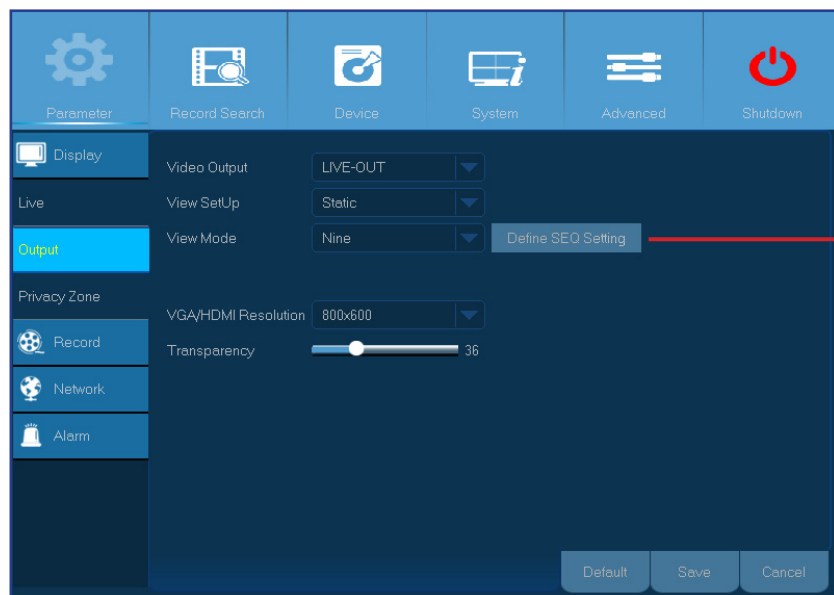 Parameter Record Search Device System Advanced Shutdown
Display
Live
Output
Privacy Zone
Record
Network
Alarm
Video Output LIVE-OUT
View SetUp Static
View Mode Nine Define SEQ Setting
VGA/HDMI Resolution 800x600
Transparency 36
Default Save Cancel